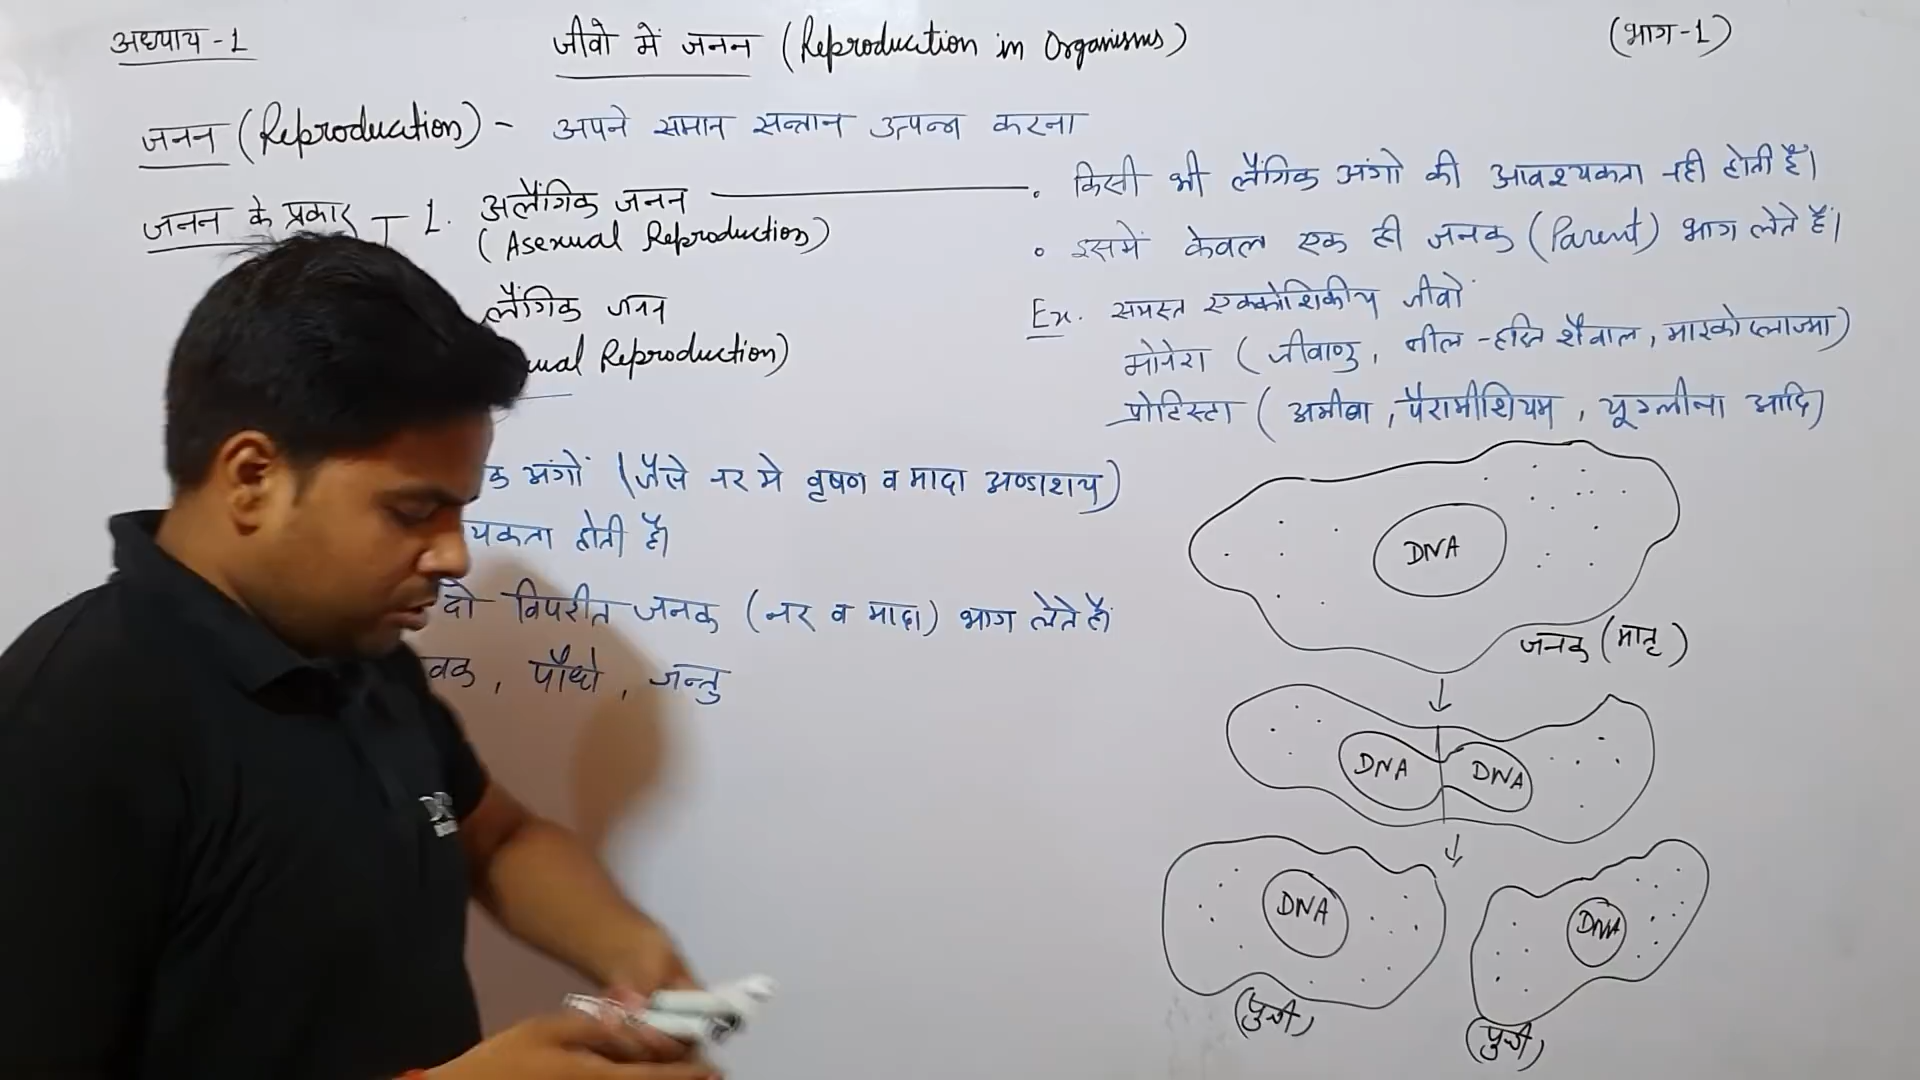 अध्याय-1
जीवो में जनन (Reproduction in Organisms)
(भाग-1)
जनन (Reproduction) - अपने समान सन्तान उत्पन्न करना
जनन के प्रकार - 1. अलैंगिक जनन
(Asexual Reproduction)
लैंगिक जनन
ual Reproduction)
क अंगों (जैसे नर मे वृषण व मादा अण्डाशय)
यकता होती है।
दो विपरीत जनक (नर व मादा) भाग लेते है।
वक, पौधो, जन्तु
• किसी भी लैंगिक अंगो की आवश्यकता नही होती है।
• इसमें केवल एक ही जनक (Parent) भाग लेते हैं।
Ex. समस्त एककोशिकीय जीवों
मोनेरा (जीवाणु, नील-हरित शैवाल, माइकोप्लाज्मा)
प्रोटिस्टा (अमीबा, पैरामीशियम, यूग्लीना आदि)
DNA
जनक (मातृ)
DNA DNA
DNA
DNA
(पुत्री)
(पुत्री)